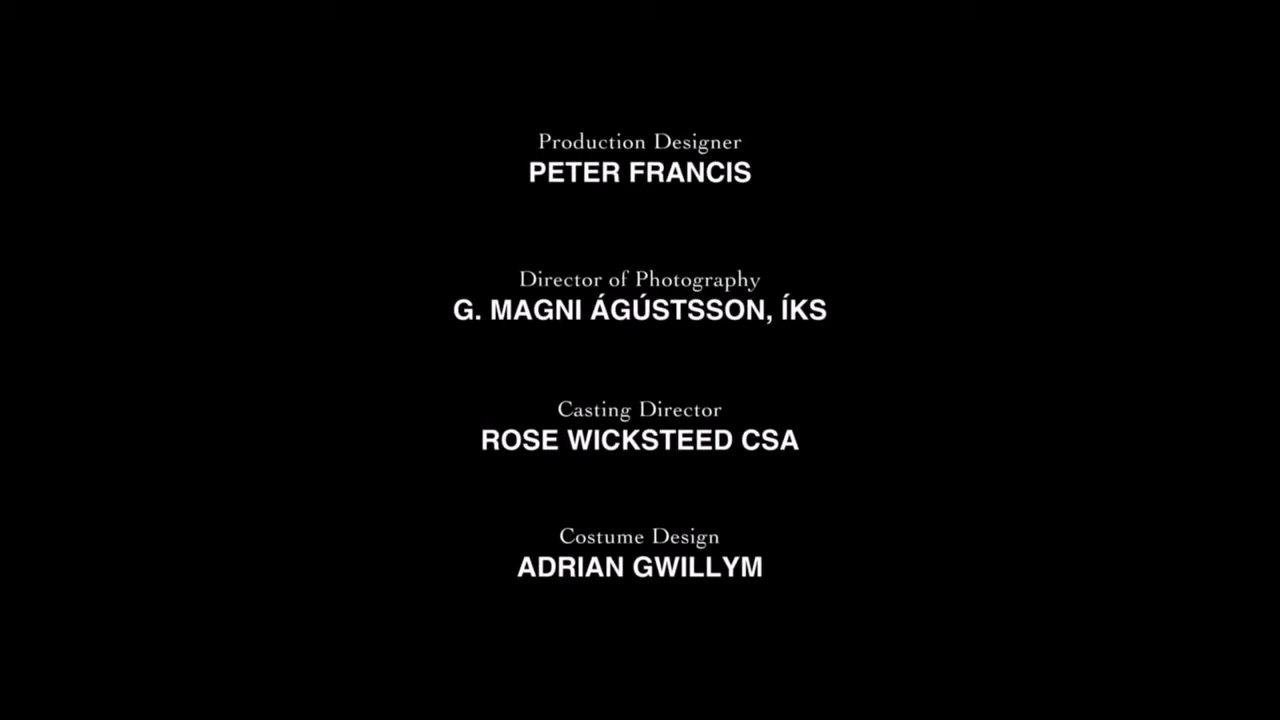 Production Designer
PETER FRANCIS
Director of Photography
G. MAGNI ÁGÚSTSSON, ÍKS
Casting Director
ROSE WICKSTEED CSA
Costume Design
ADRIAN GWILLYM